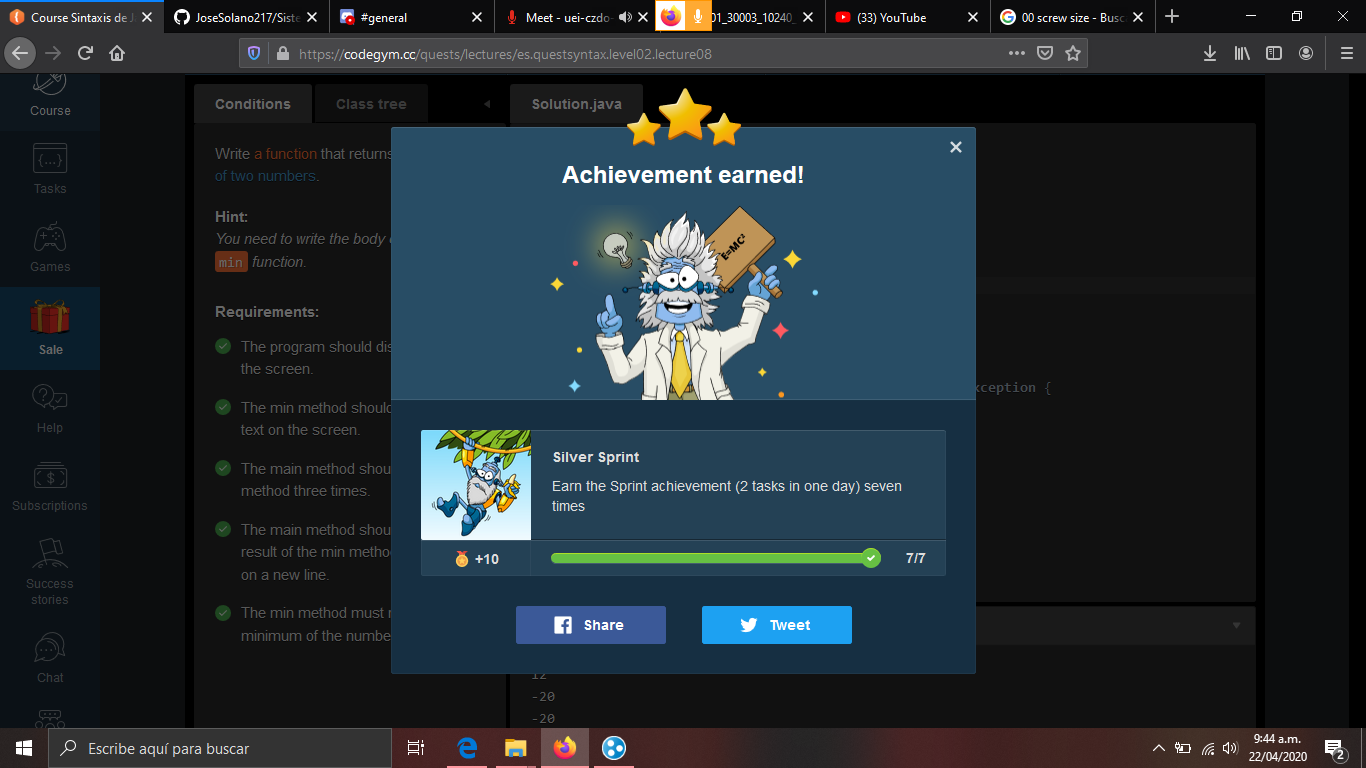 Course Sintaxis de Ja
JoseSolano217/Siste
#general
Meet - uei-czdo-
01_30003_10240_
(33) YouTube
00 screw size - Busc
https://codegym.cc/quests/lectures/es.questsyntax.level02.lecture08
Course
{...}
Tasks
Games
Sale
Help
Subscriptions
Success
stories
Chat
Conditions
Class tree
Solution.java
Write a function that returns
of two numbers.
Hint:
You need to write the body
min function.
Requirements:
The program should dis
the screen.
The min method should
text on the screen.
The main method shou
method three times.
The main method shou
result of the min metho
on a new line.
The min method must
minimum of the numbe
xception {
Achievement earned!
E=MC²
Silver Sprint
Earn the Sprint achievement (2 tasks in one day) seven
times
+10
7/7
Share
Tweet
12
-20
-20
Escribe aquí para buscar
9:44 a.m.
22/04/2020
2